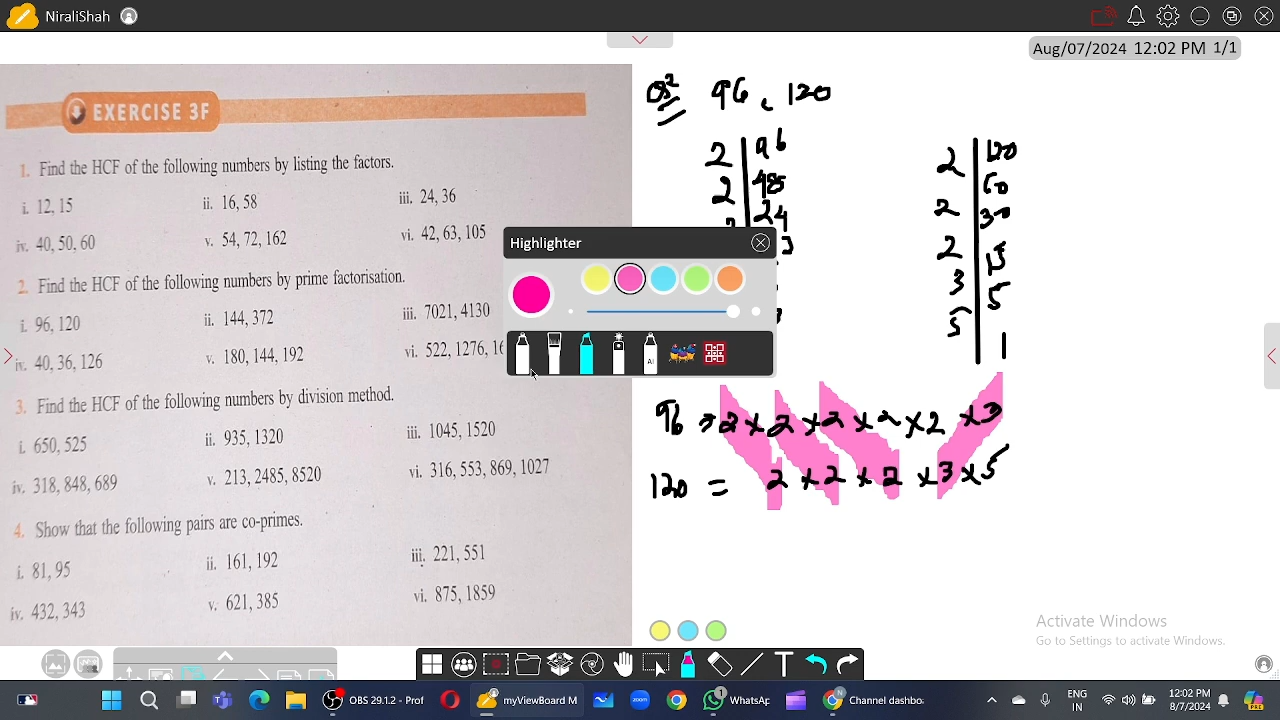 NiraliShah
Aug/07/2024 12:02 PM 1/1
EXERCISE 3F
1. Find the HCF of the following numbers by listing the factors.
i. 12, 15 ii. 16, 58 iii. 24, 36
iv. 40, 50, 60 v. 54, 72, 162 vi. 42, 63, 105
2. Find the HCF of the following numbers by prime factorisation.
i. 96, 120 ii. 144, 372 iii. 7021, 4130
40, 36, 126 v. 180, 144, 192 vi. 522, 1276, 16
3. Find the HCF of the following numbers by division method.
i. 650, 525 ii. 935, 1320 iii. 1045, 1520
iv. 318, 848, 689 v. 213, 2485, 8520 vi. 316, 553, 869, 1027
4. Show that the following pairs are co-primes.
i. 81, 95 ii. 161, 192 iii. 221, 551
iv. 432, 343 v. 621, 385 vi. 875, 1859
96, 120
2 96
2 48
24
2 120
60
2 30
2 15
3 5
5
1
Highlighter
AI
96 = 2 × 2 × 2 × 2 × 2 × 3
120 = 2 × 2 × 2 × 3 × 5
Activate Windows
Go to Settings to activate Windows.
T
OBS 29.1.2 - Prof
myViewBoard M
zoom
1
WhatsAp
Channel dashbo
ENG
IN
12:02 PM
8/7/2024